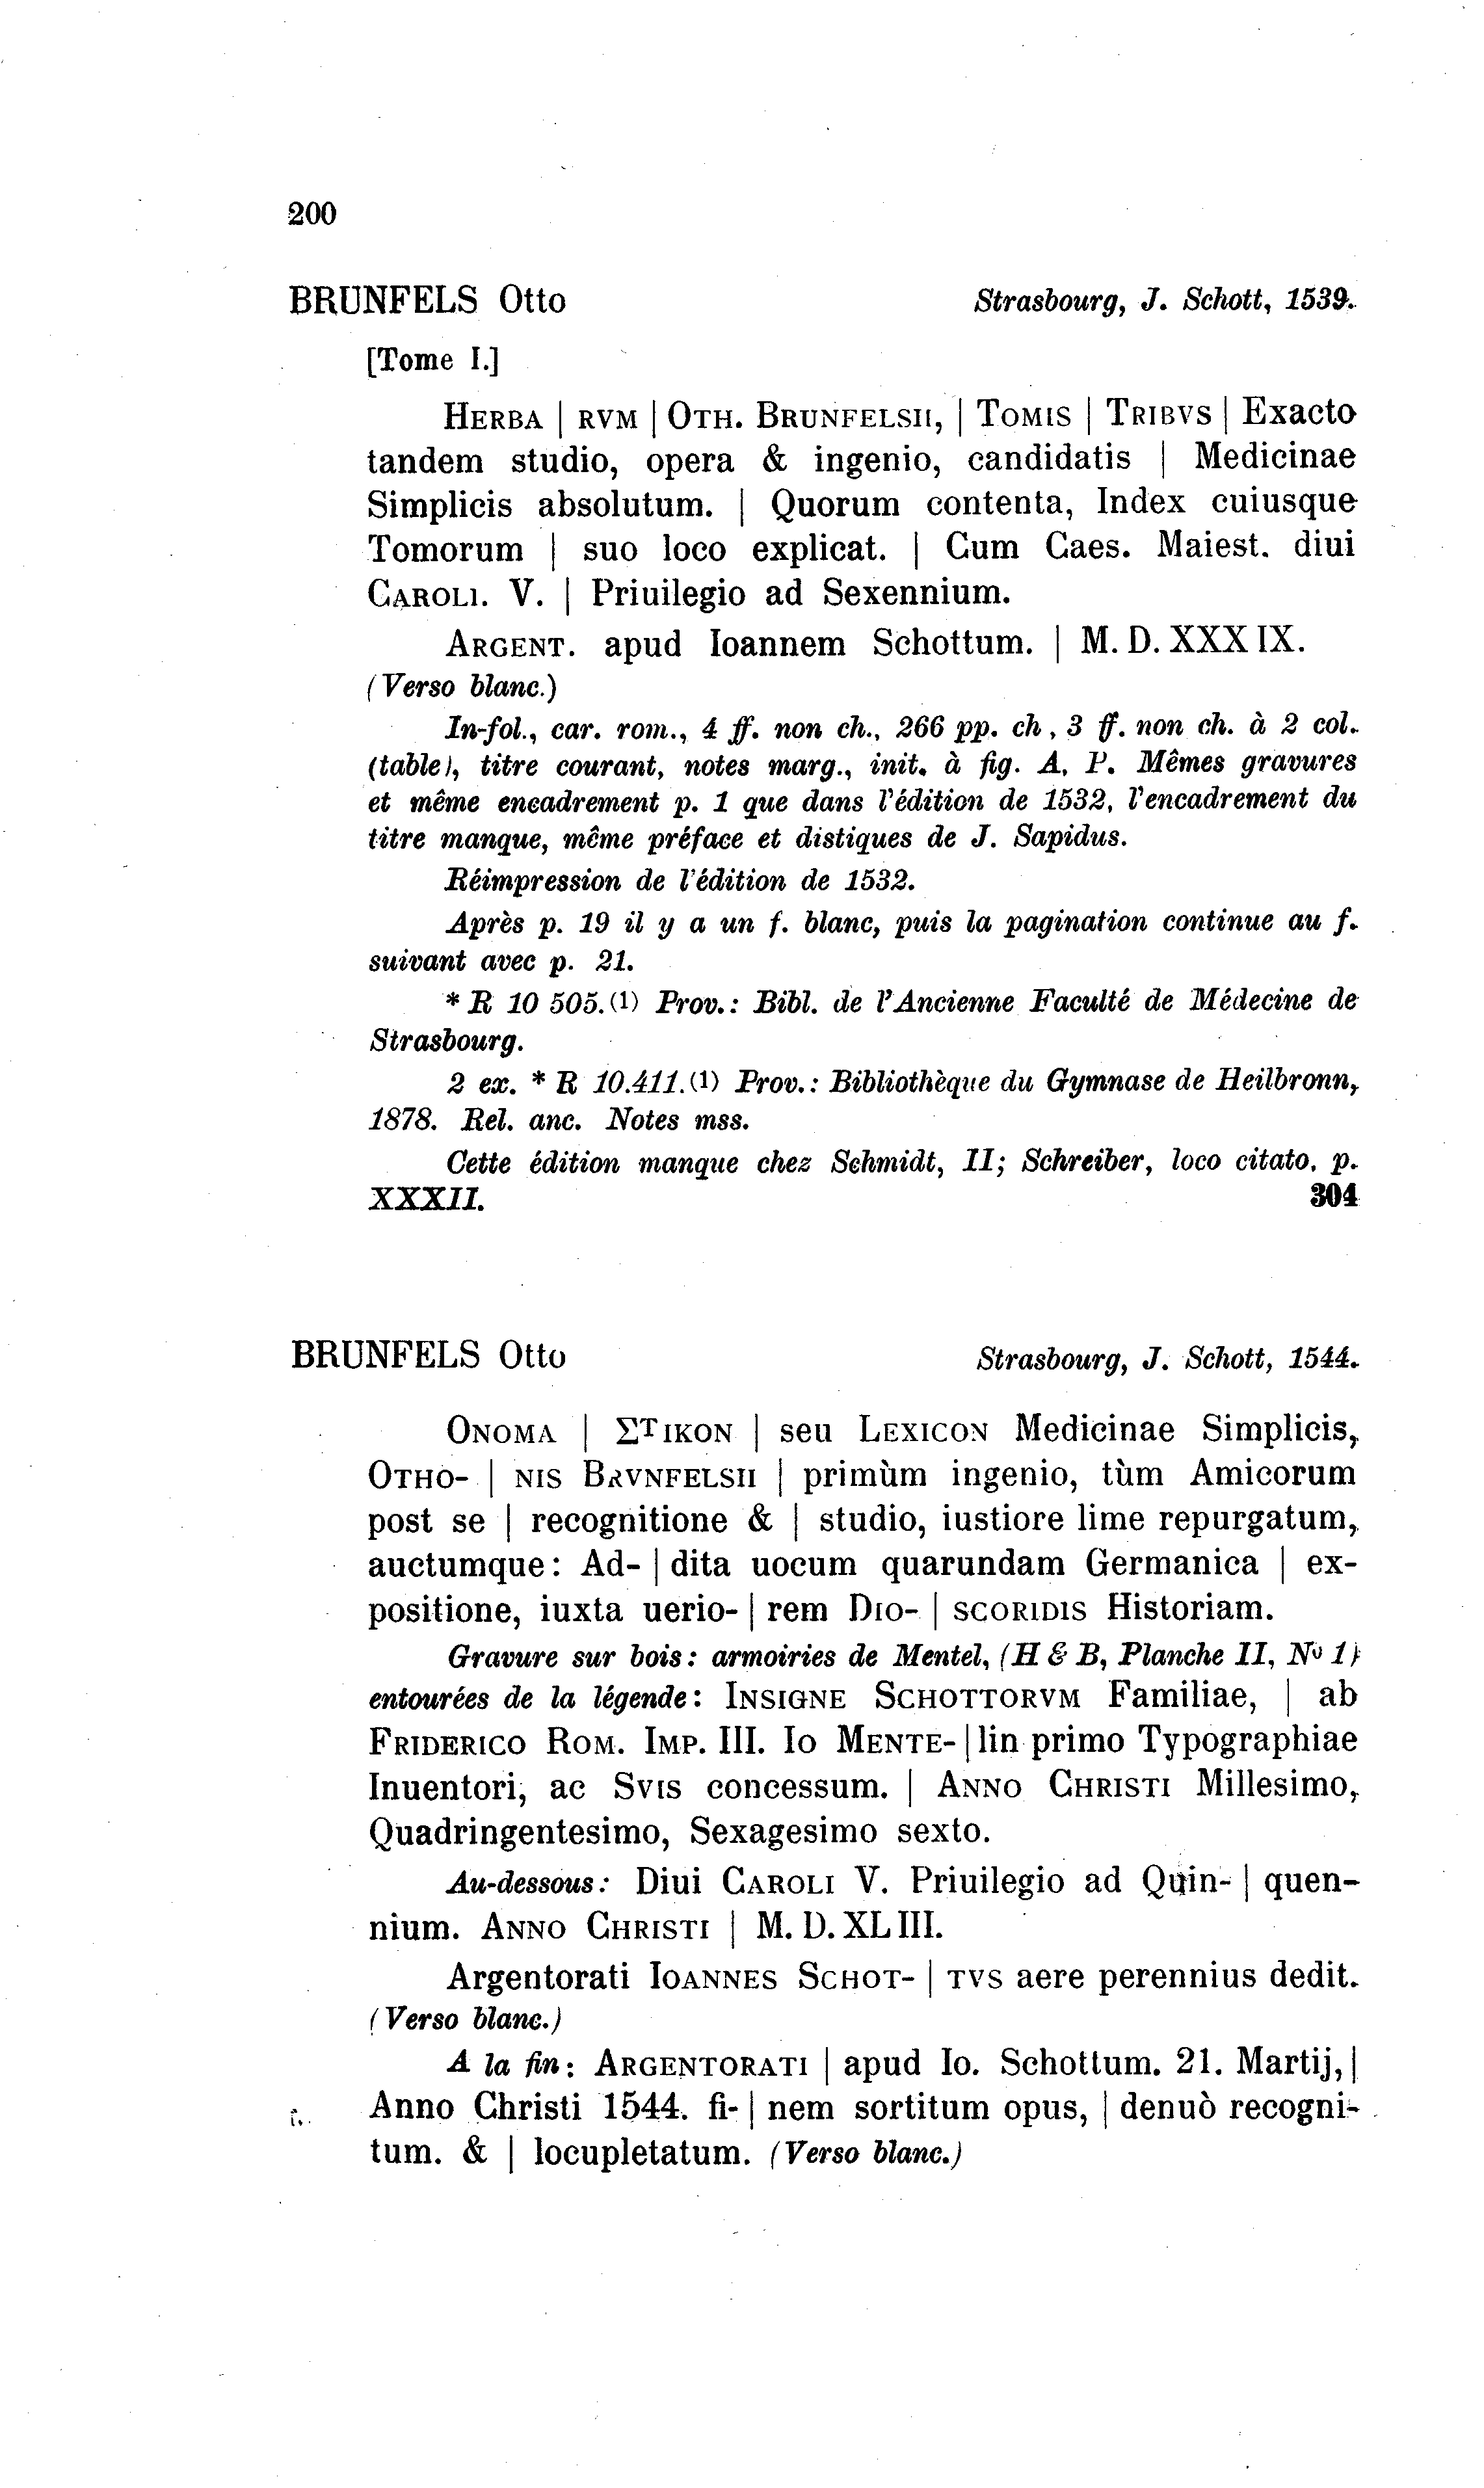 200
BRUNFELS Otto Strasbourg, J. Schott, 1539.
[Tome I.]
HERBA | RVM | OTH. BRUNFELSII, | TOMIS | TRIBVS | Exacto
tandem studio, opera & ingenio, candidatis | Medicinae
Simplicis absolutum. | Quorum contenta, Index cuiusque
Tomorum | suo loco explicat. | Cum Caes. Maiest. diui
CAROLI. V. | Priuilegio ad Sexennium.
ARGENT. apud Ioannem Schottum. | M. D. XXX IX.
(Verso blanc.)
In-fol., car. rom., 4 ff. non ch., 266 pp. ch, 3 ff. non ch. à 2 col.
(table), titre courant, notes marg., init. à fig. A, P. Mêmes gravures
et même encadrement p. 1 que dans l'édition de 1532, l'encadrement du
titre manque, même préface et distiques de J. Sapidus.
Réimpression de l'édition de 1532.
Après p. 19 il y a un f. blanc, puis la pagination continue au f.
suivant avec p. 21.
* R 10 505.(1) Prov.: Bibl. de l'Ancienne Faculté de Médecine de
Strasbourg.
2 ex. * R 10.411.(1) Prov.: Bibliothèque du Gymnase de Heilbronn,
1878. Rel. anc. Notes mss.
Cette édition manque chez Schmidt, II; Schreiber, loco citato, p.
XXXII. 304
BRUNFELS Otto Strasbourg, J. Schott, 1544.
ONOMA | ΣΤΙΚΟΝ | seu LEXICON Medicinae Simplicis,
OTHO- | NIS BRVNFELSII | primùm ingenio, tùm Amicorum
post se | recognitione & | studio, iustiore lime repurgatum,
auctumque: Ad- | dita uocum quarundam Germanica | ex-
positione, iuxta uerio- | rem DIO- | SCORIDIS Historiam.
Gravure sur bois: armoiries de Mentel, (H & B, Planche II, No 1)
entourées de la légende: INSIGNE SCHOTTORVM Familiae, | ab
FRIDERICO ROM. IMP. III. Io MENTE- | lin primo Typographiae
Inuentori, ac SVIS concessum. | ANNO CHRISTI Millesimo,
Quadringentesimo, Sexagesimo sexto.
Au-dessous: Diui CAROLI V. Priuilegio ad Quin- | quen-
nium. ANNO CHRISTI | M. D. XLIII.
Argentorati IOANNES SCHOT- | TVS aere perennius dedit.
(Verso blanc.)
A la fin: ARGENTORATI | apud Io. Schottum. 21. Martij, |
Anno Christi 1544. fi- | nem sortitum opus, | denuò recogni-
tum. & | locupletatum. (Verso blanc.)